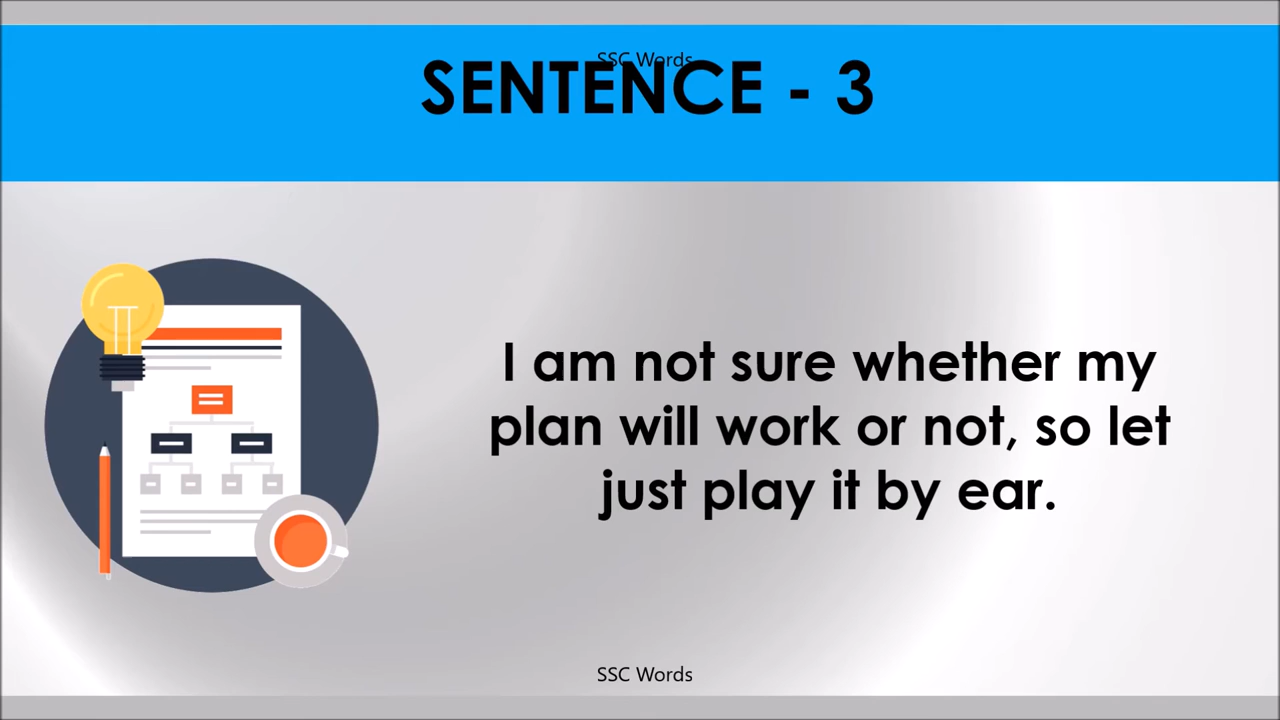 SSC Words
SENTENCE - 3
I am not sure whether my
plan will work or not, so let
just play it by ear.
SSC Words